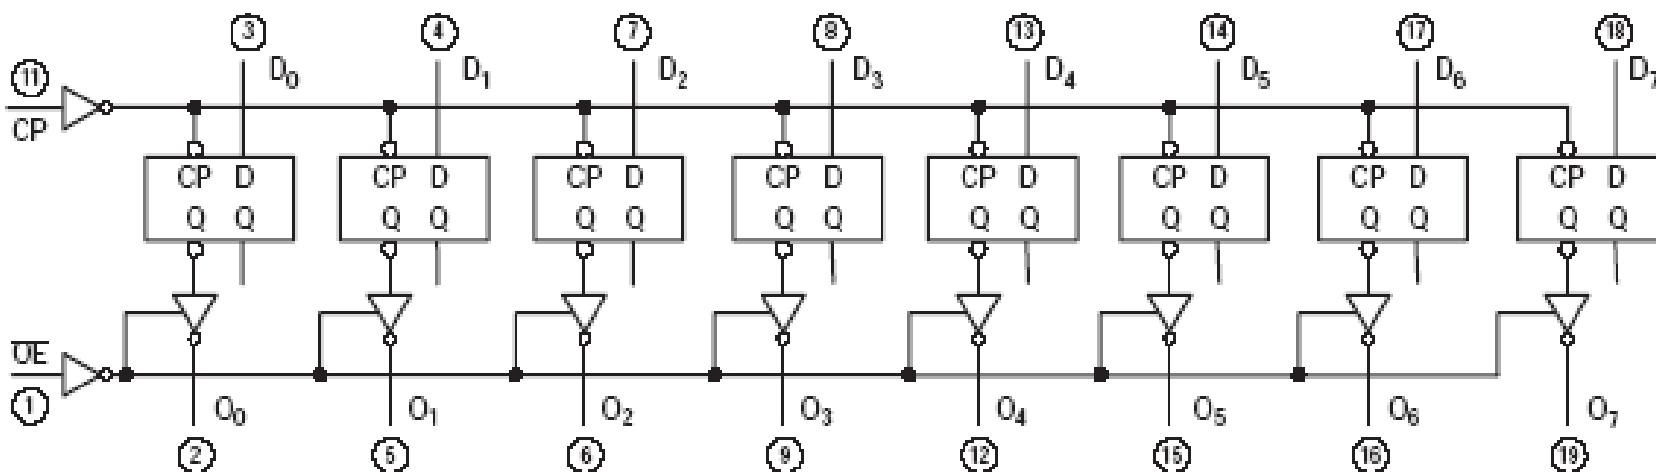 3 4 7 8 13 14 17 18
11 D0 D1 D2 D3 D4 D5 D6 D7
CP
CP D CP D CP D CP D CP D CP D CP D CP D
Q Q Q Q Q Q Q Q Q Q Q Q Q Q Q Q
OE
1 O0 O1 O2 O3 O4 O5 O6 O7
2 5 6 9 12 15 16 19